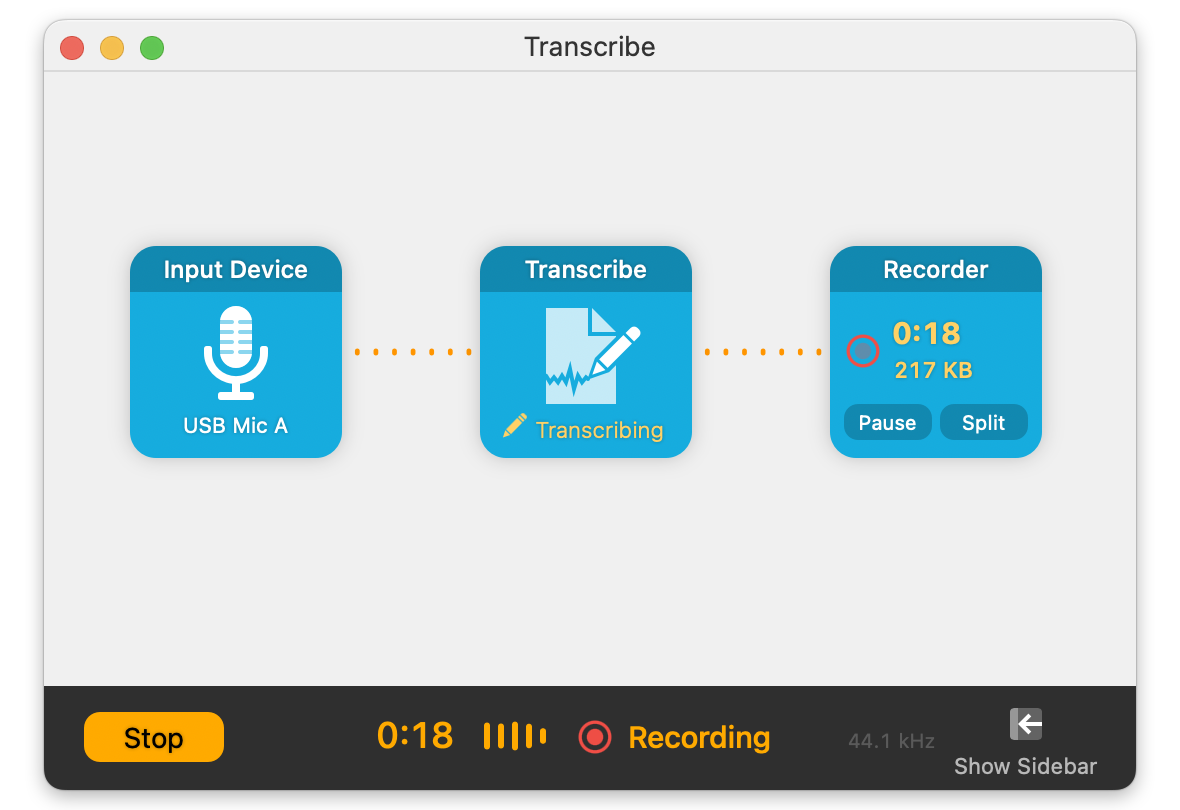 Transcribe
Input Device
USB Mic A
Transcribe
Transcribing
Recorder
0:18
217 KB
Pause Split
Stop
0:18
Recording
44.1 kHz
Show Sidebar